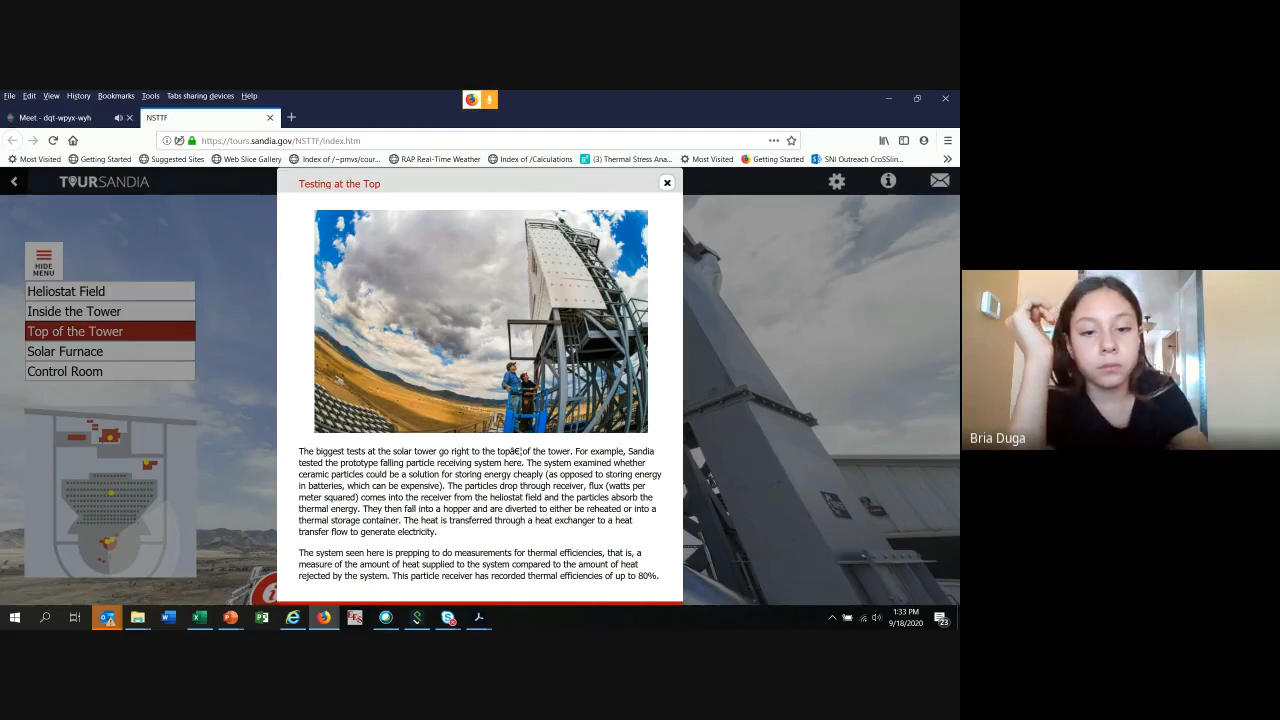 File Edit View History Bookmarks Tools Tabs sharing devices Help
Meet - dqt-wpyx-wyh
NSTTF
https://tours.sandia.gov/NSTTF/index.htm
Most Visited Getting Started Suggested Sites Web Slice Gallery Index of /~pmvs/cour... RAP Real-Time Weather Index of /Calculations (3) Thermal Stress Ana... Most Visited Getting Started SNI Outreach CroSSlin...
TOURSANDIA
Testing at the Top
HIDE
MENU
Heliostat Field
Inside the Tower
Top of the Tower
Solar Furnace
Control Room
The biggest tests at the solar tower go right to the topâ€¦of the tower. For example, Sandia
tested the prototype falling particle receiving system here. The system examined whether
ceramic particles could be a solution for storing energy cheaply (as opposed to storing energy
in batteries, which can be expensive). The particles drop through receiver, flux (watts per
meter squared) comes into the receiver from the heliostat field and the particles absorb the
thermal energy. They then fall into a hopper and are diverted to either be reheated or into a
thermal storage container. The heat is transferred through a heat exchanger to a heat
transfer flow to generate electricity.
The system seen here is prepping to do measurements for thermal efficiencies, that is, a
measure of the amount of heat supplied to the system compared to the amount of heat
rejected by the system. This particle receiver has recorded thermal efficiencies of up to 80%.
Bria Duga
1:33 PM
9/18/2020
23